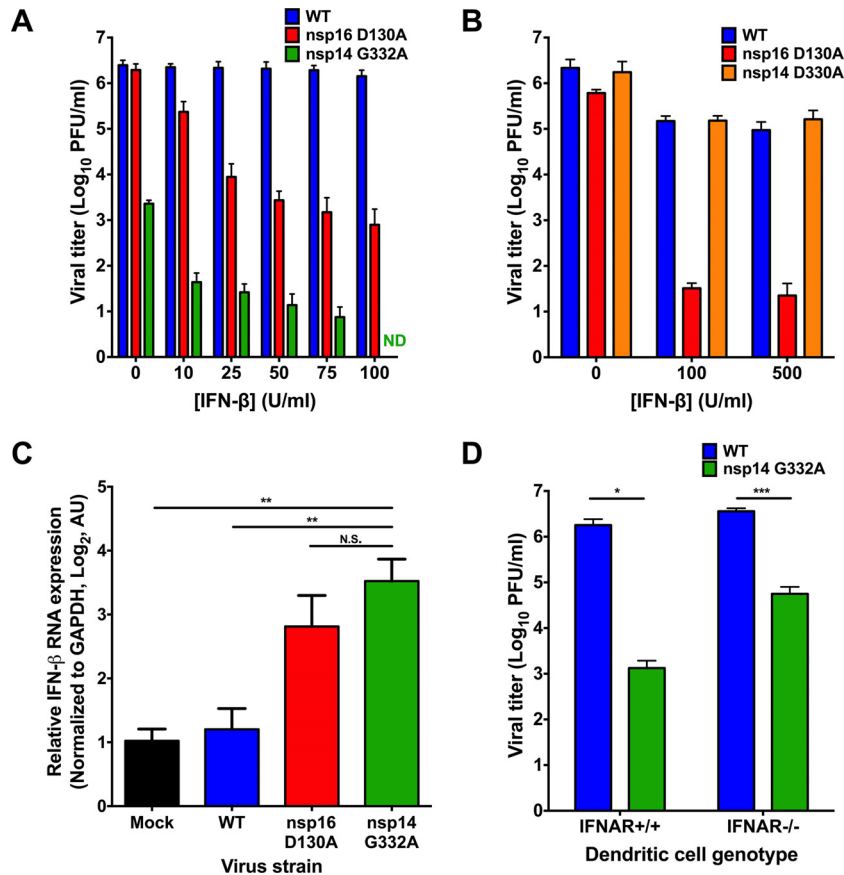 A
WT
nsp16 D130A
nsp14 G332A
Viral titer (Log10 PFU/ml)
7
6
5
4
3
2
1
0
ND
0 10 25 50 75 100
[IFN-β] (U/ml)
B
WT
nsp16 D130A
nsp14 D330A
Viral titer (Log10 PFU/ml)
7
6
5
4
3
2
1
0
0 100 500
[IFN-β] (U/ml)
C
Relative IFN-β RNA expression
(Normalized to GAPDH, Log2, AU)
5
4
3
2
1
0
**
**
N.S.
Mock WT nsp16 nsp14
D130A G332A
Virus strain
D
WT
nsp14 G332A
Viral titer (Log10 PFU/ml)
7
6
5
4
3
2
1
0
* ***
IFNAR+/+ IFNAR-/-
Dendritic cell genotype